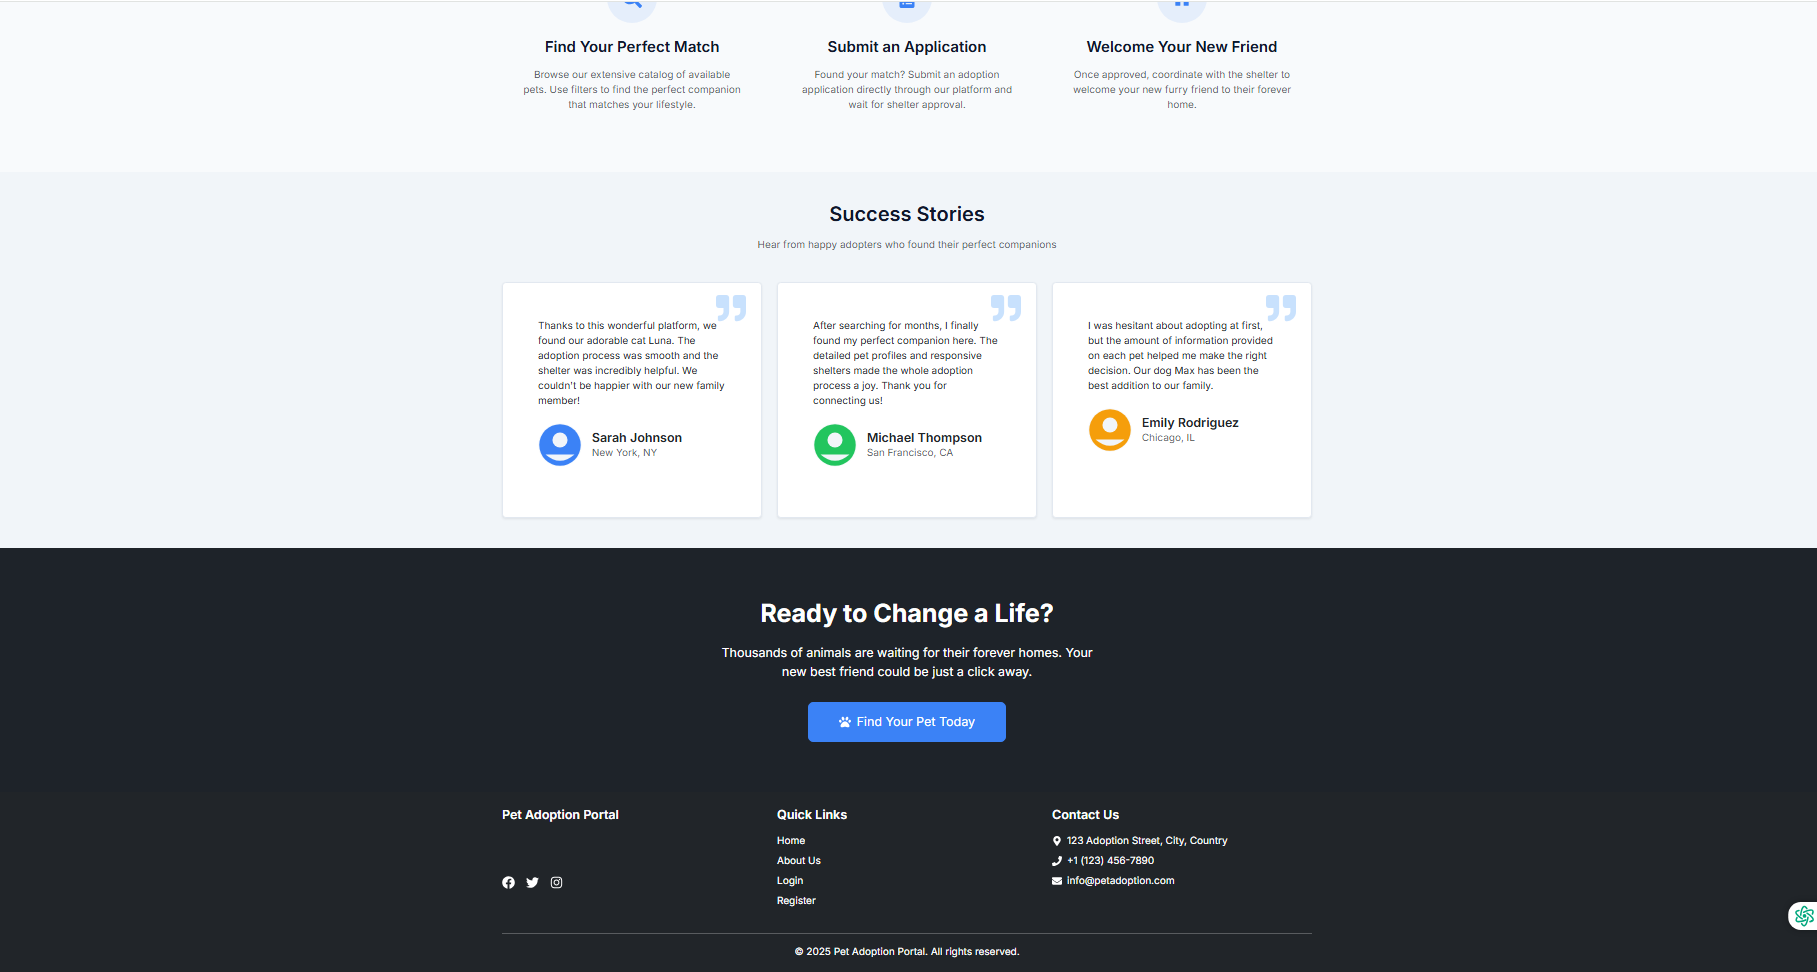 Find Your Perfect Match
Browse our extensive catalog of available
pets. Use filters to find the perfect companion
that matches your lifestyle.
Submit an Application
Found your match? Submit an adoption
application directly through our platform and
wait for shelter approval.
Welcome Your New Friend
Once approved, coordinate with the shelter to
welcome your new furry friend to their forever
home.
Success Stories
Hear from happy adopters who found their perfect companions
Thanks to this wonderful platform, we
found our adorable cat Luna. The
adoption process was smooth and the
shelter was incredibly helpful. We
couldn't be happier with our new family
member!
Sarah Johnson
New York, NY
After searching for months, I finally
found my perfect companion here. The
detailed pet profiles and responsive
shelters made the whole adoption
process a joy. Thank you for
connecting us!
Michael Thompson
San Francisco, CA
I was hesitant about adopting at first,
but the amount of information provided
on each pet helped me make the right
decision. Our dog Max has been the
best addition to our family.
Emily Rodriguez
Chicago, IL
Ready to Change a Life?
Thousands of animals are waiting for their forever homes. Your
new best friend could be just a click away.
Find Your Pet Today
Pet Adoption Portal
Quick Links
Home
About Us
Login
Register
Contact Us
123 Adoption Street, City, Country
+1 (123) 456-7890
info@petadoption.com
© 2025 Pet Adoption Portal. All rights reserved.